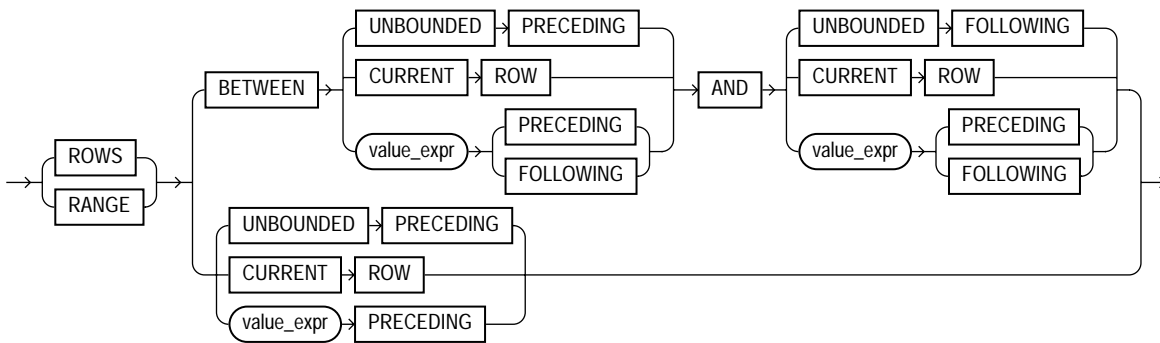 UNBOUNDED PRECEDING
UNBOUNDED FOLLOWING
BETWEEN
CURRENT ROW
AND
CURRENT ROW
value_expr
PRECEDING
FOLLOWING
value_expr
PRECEDING
FOLLOWING
ROWS
RANGE
UNBOUNDED PRECEDING
CURRENT ROW
value_expr PRECEDING